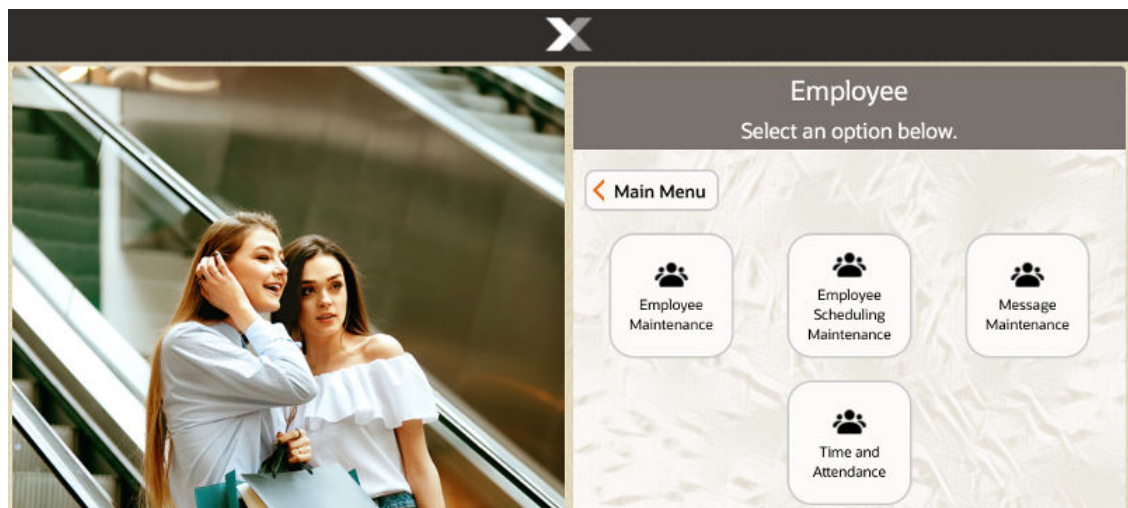 Employee
Select an option below.
Main Menu
Employee
Maintenance
Employee
Scheduling
Maintenance
Message
Maintenance
Time and
Attendance